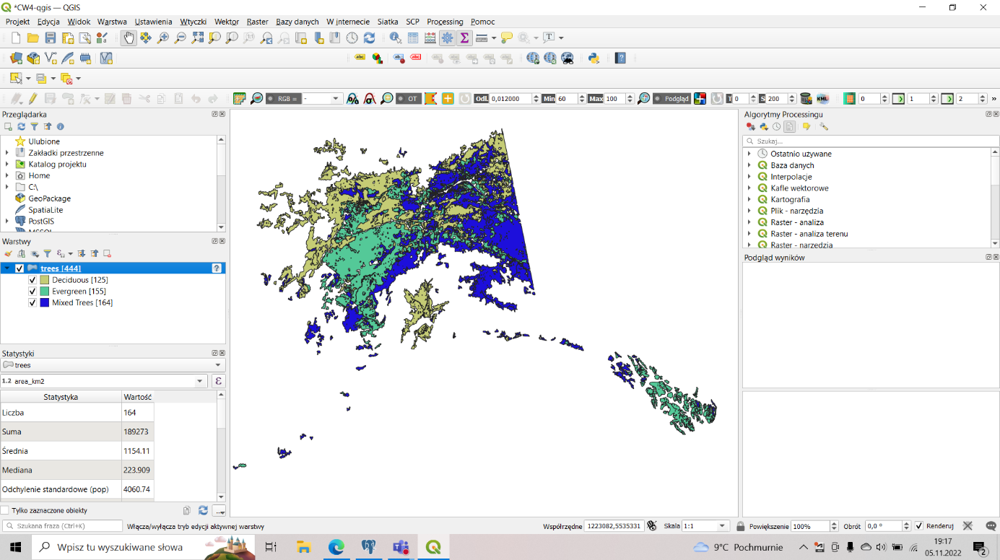 *CW4-qgis — QGIS
Projekt Edycja Widok Warstwa Ustawienia Wtyczki Wektor Raster Bazy danych W internecie Siatka SCP Processing Pomoc
RGB = - OT OdL 0,012000 Min 60 Max 100 Podgląd T 0 S 200 KML 0 1 2 »
Przeglądarka
Ulubione
Zakładki przestrzenne
Katalog projektu
Home
C:\
GeoPackage
SpatiaLite
PostGIS
MSSQL
Warstwy
trees [444]
Deciduous [125]
Evergreen [155]
Mixed Trees [164]
Statystyki
trees
1.2 area_km2
Statystyka Wartość
Liczba 164
Suma 189273
Średnia 1154.11
Mediana 223.909
Odchylenie standardowe (pop) 4060.74
Tylko zaznaczone obiekty
Algorytmy Processingu
Szukaj...
Ostatnio używane
Baza danych
Interpolacje
Kafle wektorowe
Kartografia
Plik - narzędzia
Raster - analiza
Raster - analiza terenu
Raster - narzędzia
Podgląd wyników
Szukana fraza (Ctrl+K) Włącza/wyłącza tryb edycji aktywnej warstwy Współrzędne 1223082,5535331 Skala 1:1 Powiększenie 100% Obrót 0,0 ° Renderuj
Wpisz tu wyszukiwane słowa 9°C Pochmurnie 19:17
05.11.2022 2